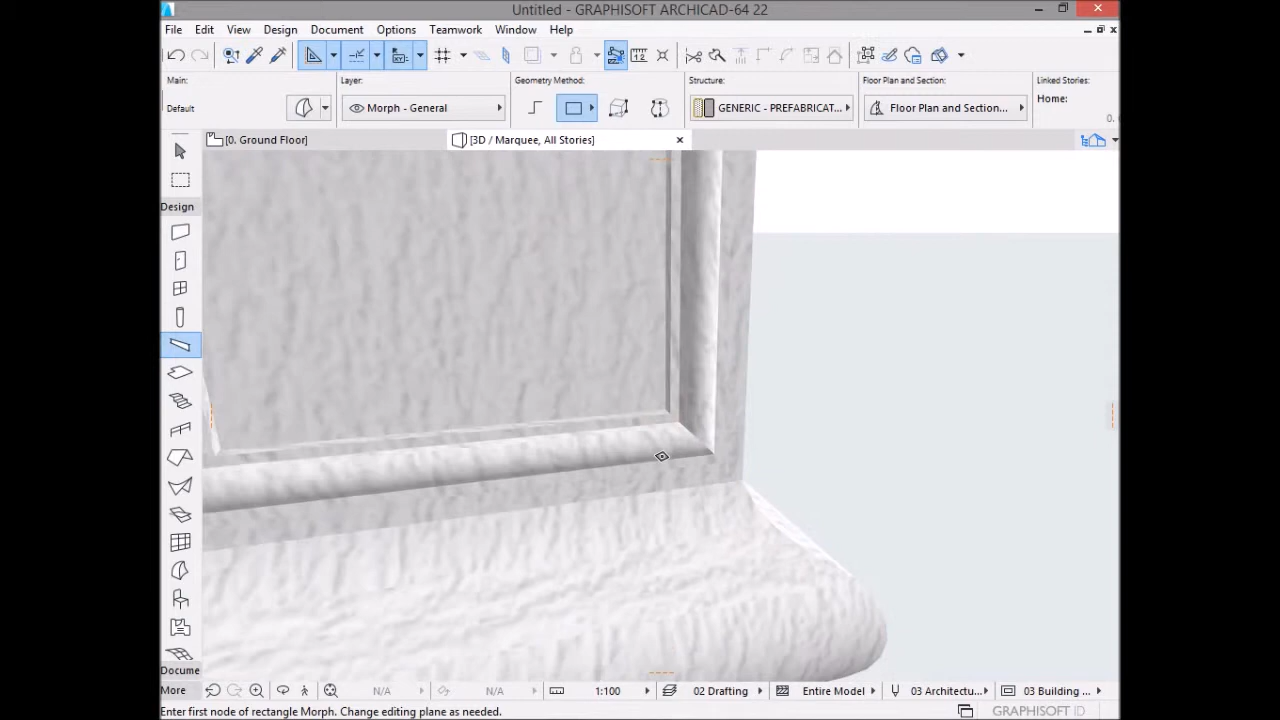 Untitled - GRAPHISOFT ARCHICAD-64 22
File Edit View Design Document Options Teamwork Window Help
Main: Layer: Geometry Method: Structure: Floor Plan and Section: Linked Stories:
Default Morph - General GENERIC - PREFABRICAT... Floor Plan and Section... Home:
0.
[0. Ground Floor] [3D / Marquee, All Stories]
Design
Docume
More N/A N/A 1:100 02 Drafting Entire Model 03 Architectu... 03 Building ...
Enter first node of rectangle Morph. Change editing plane as needed. GRAPHISOFT ID